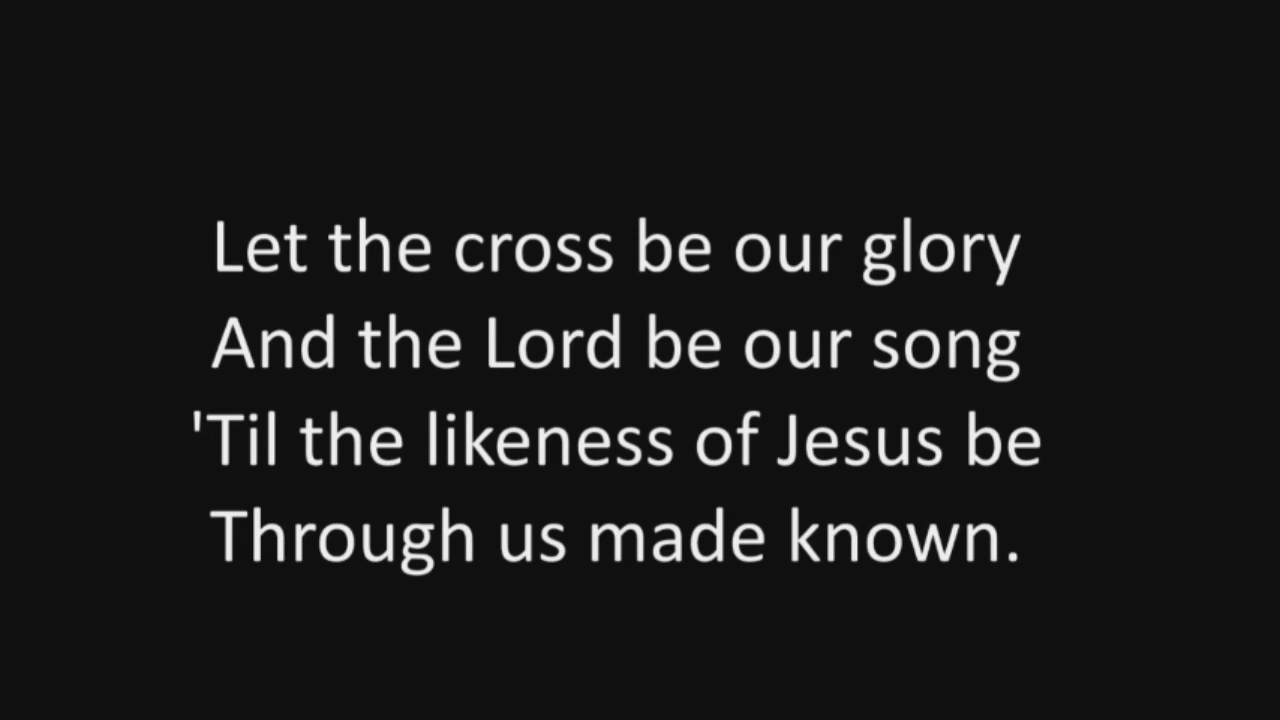 Let the cross be our glory
And the Lord be our song
'Til the likeness of Jesus be
Through us made known.